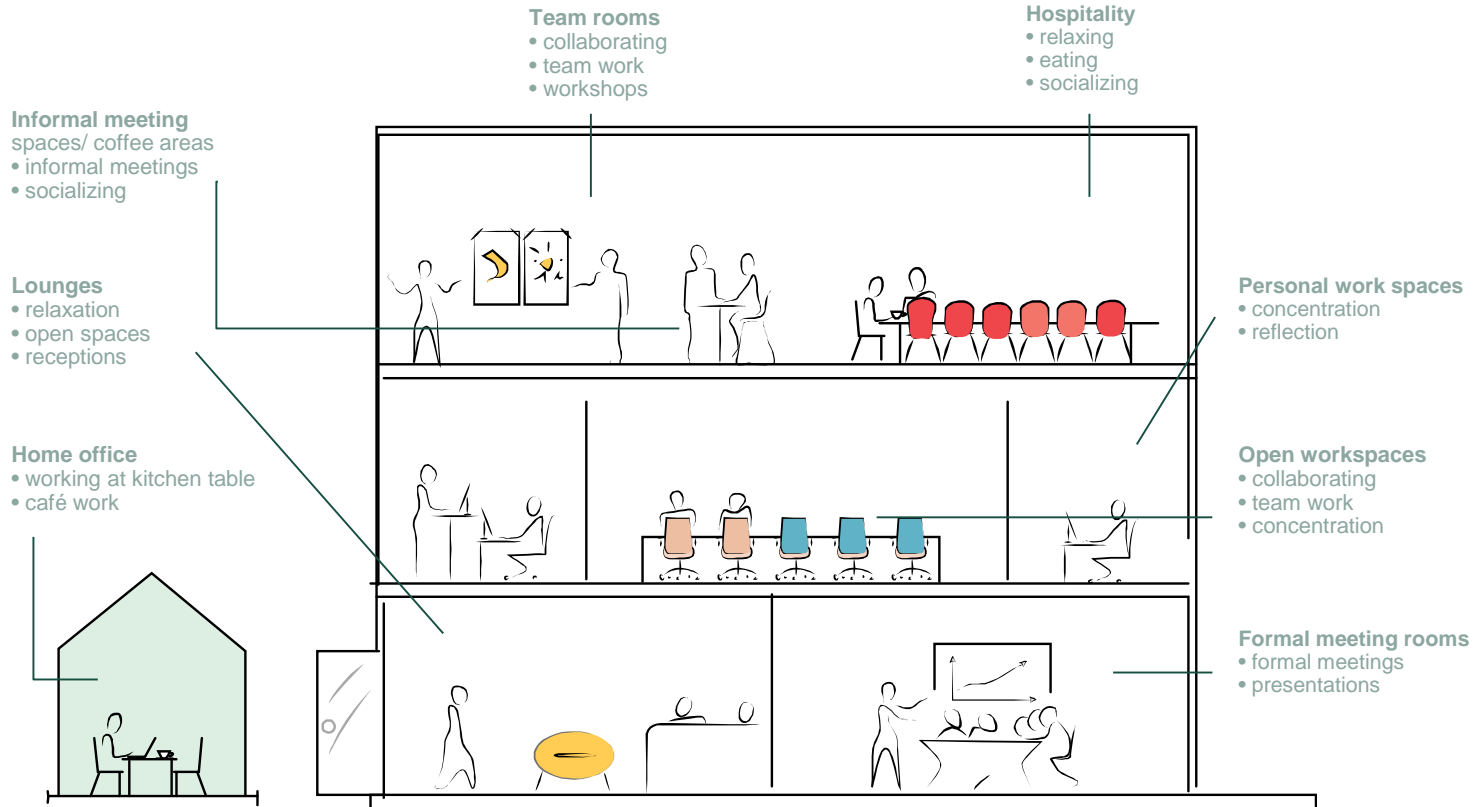 Team rooms
• collaborating
• team work
• workshops
Hospitality
• relaxing
• eating
• socializing
Informal meeting
spaces/ coffee areas
• informal meetings
• socializing
Lounges
• relaxation
• open spaces
• receptions
Home office
• working at kitchen table
• café work
Personal work spaces
• concentration
• reflection
Open workspaces
• collaborating
• team work
• concentration
Formal meeting rooms
• formal meetings
• presentations